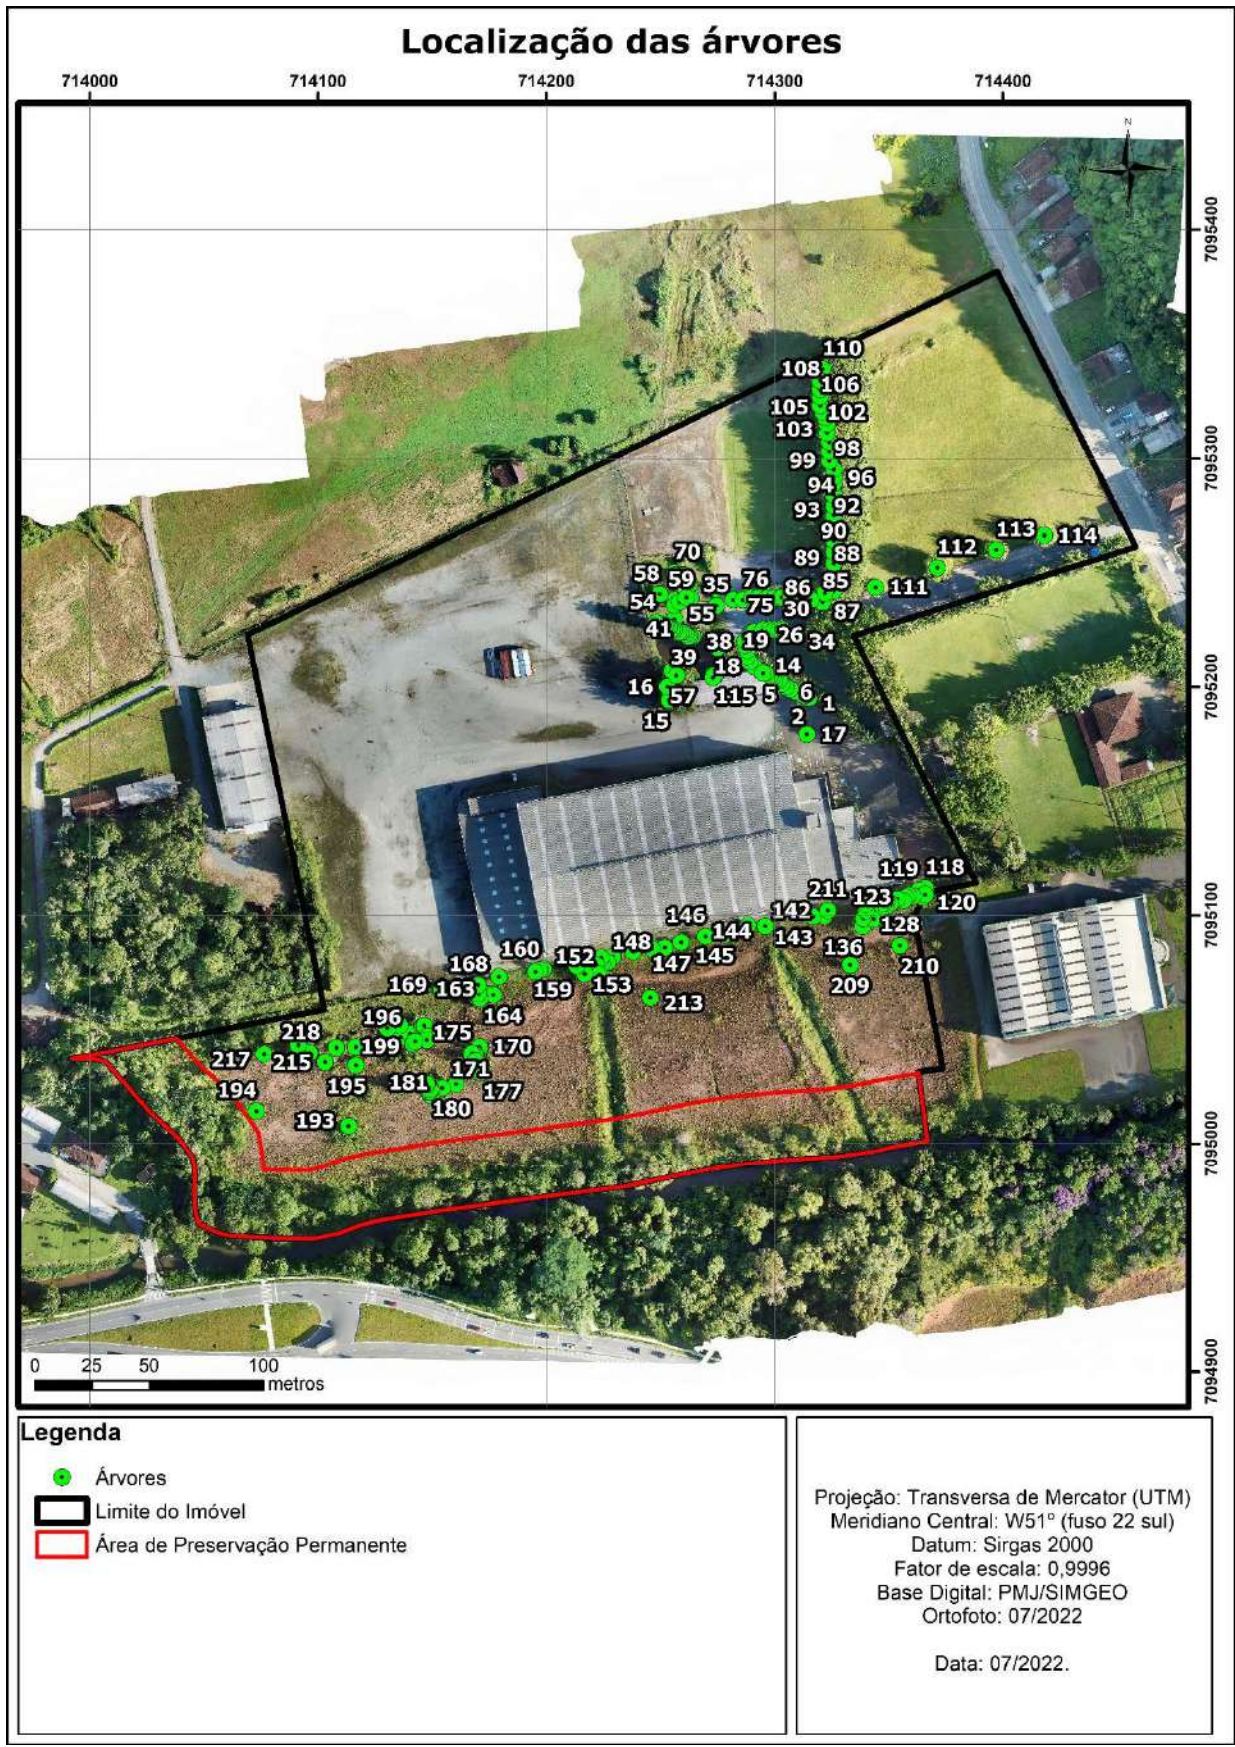 Localização das árvores
714000 714100 714200 714300 714400
N
W
7095400
110
108
106
105
102
103
98
7095300
99
96
94
93 92
90
113
114
112
89 88
70
58 59 35 76 86 85 111
54 55 75 30 87
41 38 19 26 34
39 18 14
16 57 115 5 6 1
7095200
15 2
17
119 118
211 123 120
7095100
146 142
144 143 128
160 152 148 136 210
168 147 145 209
169 163 159 153
164 213
196 175
218 199 170
217 215 171
194 195 181 177
193 180
7095000
0 25 50 100
metros
7094900
Legenda
Árvores
Limite do Imóvel
Área de Preservação Permanente
Projeção: Transversa de Mercator (UTM)
Meridiano Central: W51º (fuso 22 sul)
Datum: Sirgas 2000
Fator de escala: 0,9996
Base Digital: PMJ/SIMGEO
Ortofoto: 07/2022
Data: 07/2022.